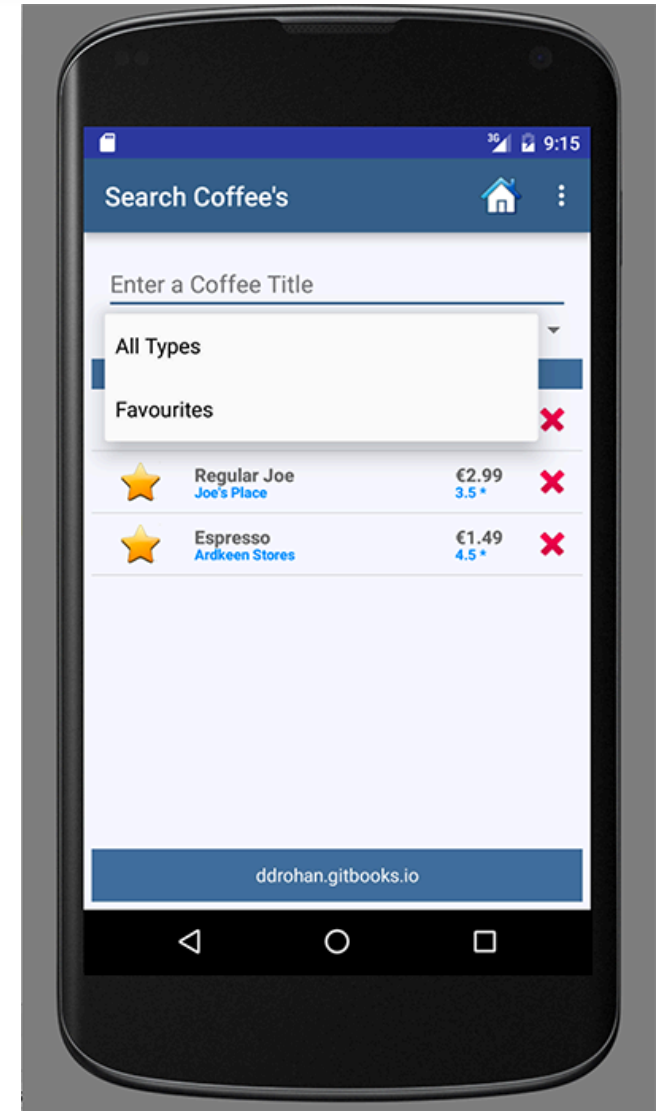 3G 9:15
Search Coffee's
Enter a Coffee Title
All Types
Favourites
Regular Joe €2.99
Joe's Place 3.5 *
Espresso €1.49
Ardkeen Stores 4.5 *
ddrohan.gitbooks.io